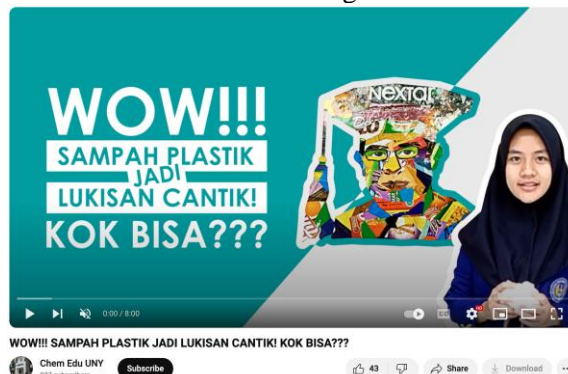 WOW!!!
SAMPAH PLASTIK
JADI
LUKISAN CANTIK!
KOK BISA???
NEXTAR
0:00 / 8:00
WOW!!! SAMPAH PLASTIK JADI LUKISAN CANTIK! KOK BISA???
Chem Edu UNY
Subscribe
43
Share
Download